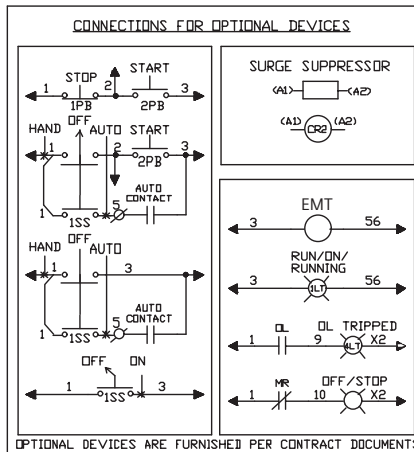 CONNECTIONS FOR OPTIONAL DEVICES
STOP START
1 2 3
1PB 2PB
OFF
HAND AUTO START
1 2 3
2PB
AUTO
CONTACT
5
1 1SS
OFF
HAND AUTO
1 3
AUTO
CONTACT
5
1 1SS
OFF ON
1 1SS 3
SURGE SUPPRESSOR
(A1) (A2)
(A1) (A2)
CR2
EMT
3 56
RUN/ON/
RUNNING
3 1LT 56
OL OL TRIPPED
1 9 4LT X2
MR OFF/STOP
1 10 X2
OPTIONAL DEVICES ARE FURNISHED PER CONTRACT DOCUMENTS